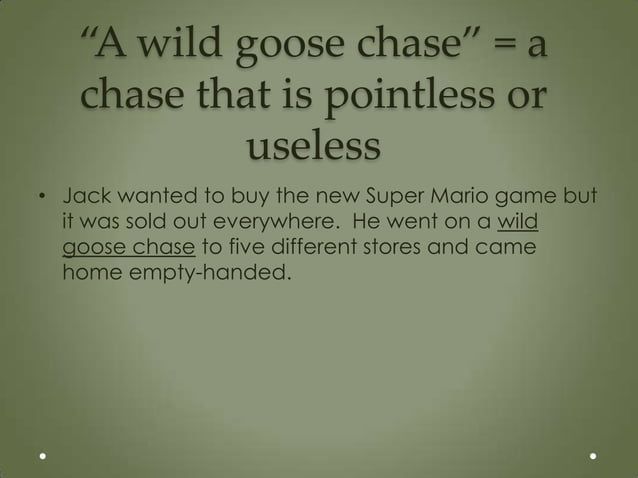 “A wild goose chase” = a
chase that is pointless or
useless
• Jack wanted to buy the new Super Mario game but
it was sold out everywhere.  He went on a wild
goose chase to five different stores and came
home empty-handed.